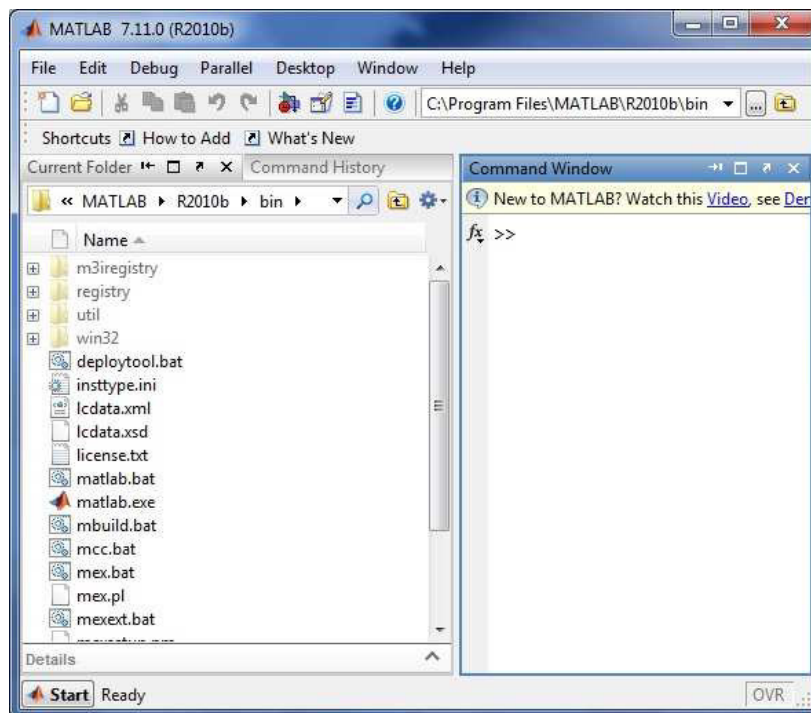 MATLAB 7.11.0 (R2010b)
File Edit Debug Parallel Desktop Window Help
C:\Program Files\MATLAB\R2010b\bin ...
Shortcuts How to Add What's New
Current Folder Command History
« MATLAB R2010b bin
Name
m3iregistry
registry
util
win32
deploytool.bat
insttype.ini
lcdata.xml
lcdata.xsd
license.txt
matlab.bat
matlab.exe
mbuild.bat
mcc.bat
mex.bat
mex.pl
mexext.bat
Details
Command Window
New to MATLAB? Watch this Video, see
fx >>
Start Ready OVR